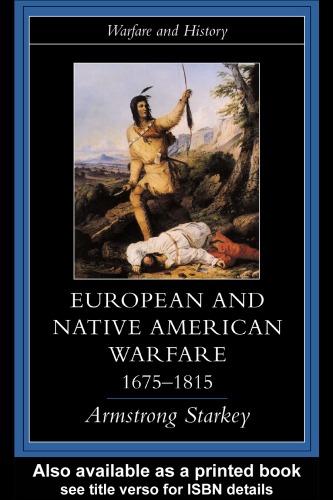 Warfare and History
EUROPEAN AND
NATIVE AMERICAN
WARFARE
1675–1815
Armstrong Starkey
Also available as a printed book
see title verso for ISBN details